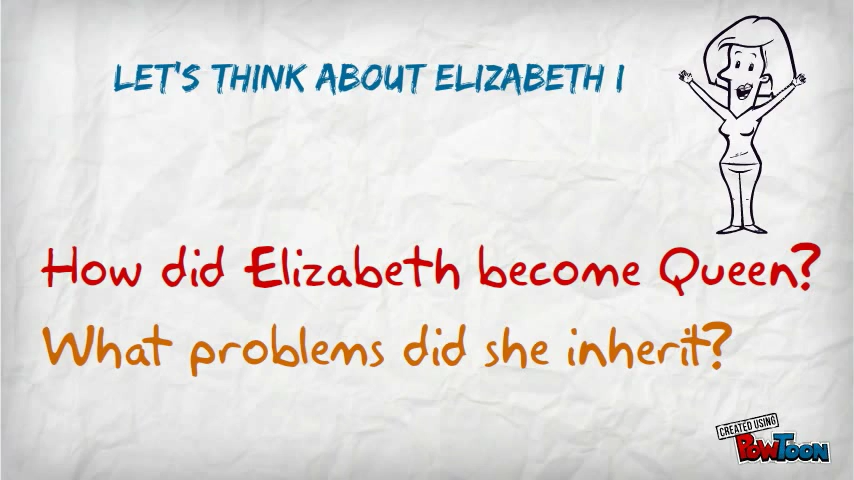 LET'S THINK ABOUT ELIZABETH I
How did Elizabeth become Queen?
What problems did she inherit?
CREATED USING
POWTOON